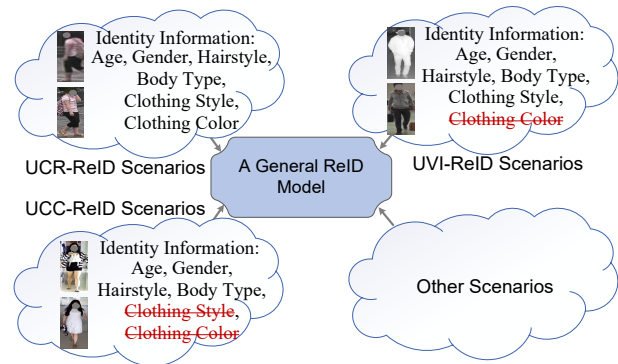 Identity Information:
Age, Gender, Hairstyle,
Body Type,
Clothing Style,
Clothing Color
UCR-ReID Scenarios
Identity Information:
Age, Gender,
Hairstyle, Body Type,
Clothing Style,
Clothing Color
UVI-ReID Scenarios
A General ReID
Model
UCC-ReID Scenarios
Identity Information:
Age, Gender,
Hairstyle, Body Type,
Clothing Style,
Clothing Color
Other Scenarios